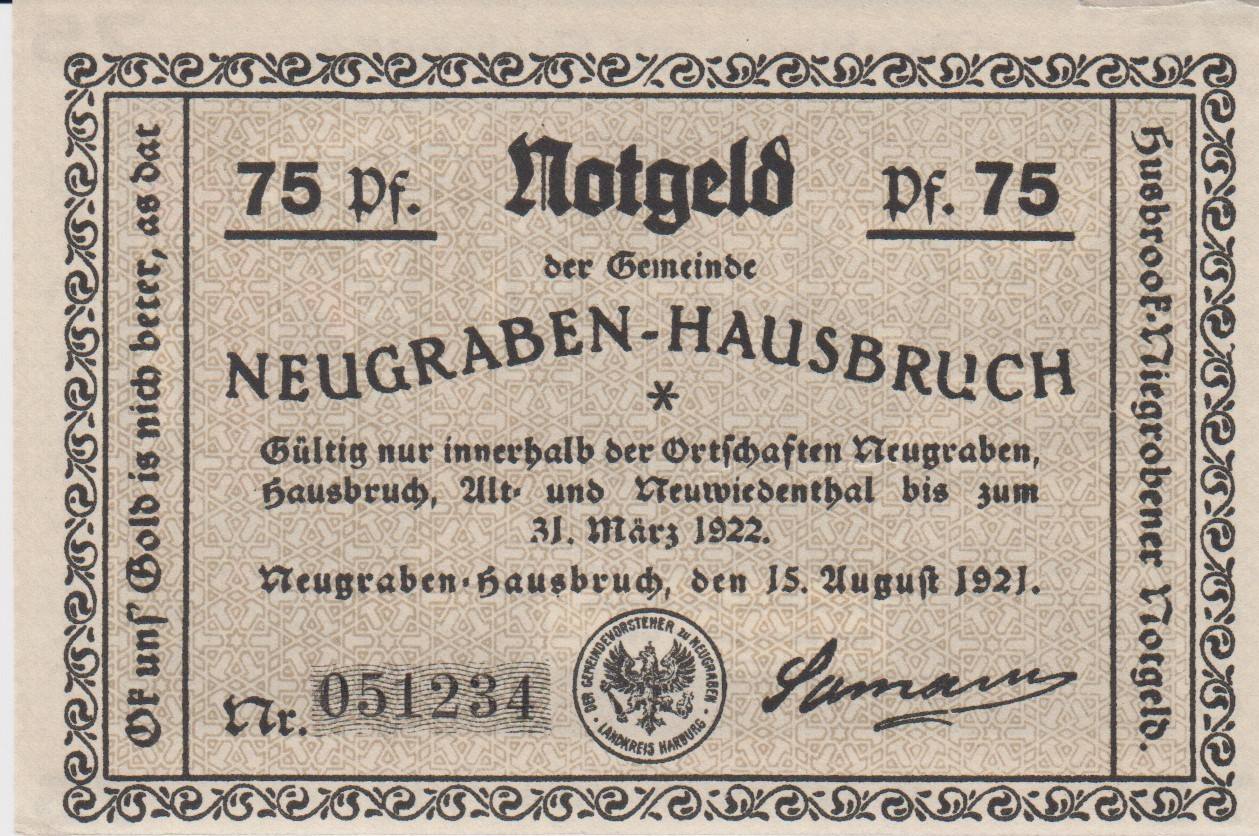 Ok uns' Gold is nich beter, as dat
75 Pf. Notgeld Pf. 75
der Gemeinde
NEUGRABEN-HAUSBRUCH
*
Gültig nur innerhalb der Ortschaften Neugraben,
Hausbruch, Alt- und Neuwiedenthal bis zum
31. März 1922.
Neugraben-Hausbruch, den 15. August 1921.
Nr. 051234
DER GEMEINDEVORSTEHER zu NEUGRABEN
· LANDKREIS HARBURG ·
Husbrook-Niegrobener Notgeld.